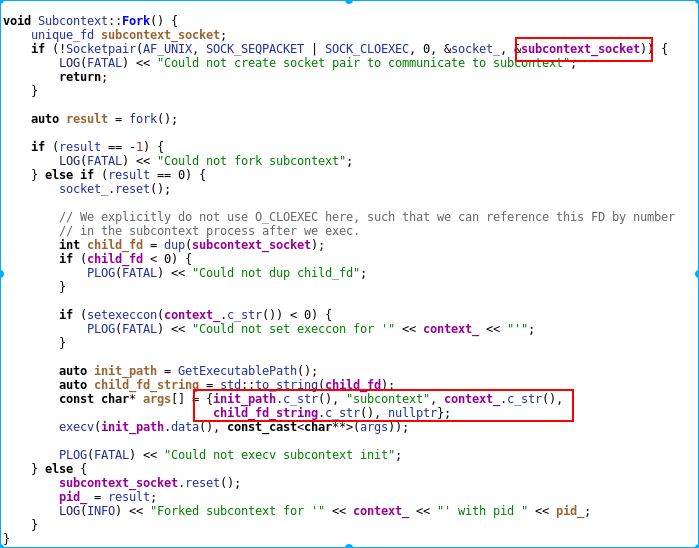 void Subcontext::Fork() {
    unique_fd subcontext_socket;
    if (!Socketpair(AF_UNIX, SOCK_SEQPACKET | SOCK_CLOEXEC, 0, &socket_, &subcontext_socket)) {
        LOG(FATAL) << "Could not create socket pair to communicate to subcontext";
        return;
    }

    auto result = fork();

    if (result == -1) {
        LOG(FATAL) << "Could not fork subcontext";
    } else if (result == 0) {
        socket_.reset();

        // We explicitly do not use O_CLOEXEC here, such that we can reference this FD by number
        // in the subcontext process after we exec.
        int child_fd = dup(subcontext_socket);
        if (child_fd < 0) {
            PLOG(FATAL) << "Could not dup child_fd";
        }

        if (setexeccon(context_.c_str()) < 0) {
            PLOG(FATAL) << "Could not set execcon for '" << context_ << "'";
        }

        auto init_path = GetExecutablePath();
        auto child_fd_string = std::to_string(child_fd);
        const char* args[] = {init_path.c_str(), "subcontext", context_.c_str(),
                              child_fd_string.c_str(), nullptr};
        execv(init_path.data(), const_cast<char**>(args));

        PLOG(FATAL) << "Could not execv subcontext init";
    } else {
        subcontext_socket.reset();
        pid_ = result;
        LOG(INFO) << "Forked subcontext for '" << context_ << "' with pid " << pid_;
    }
}